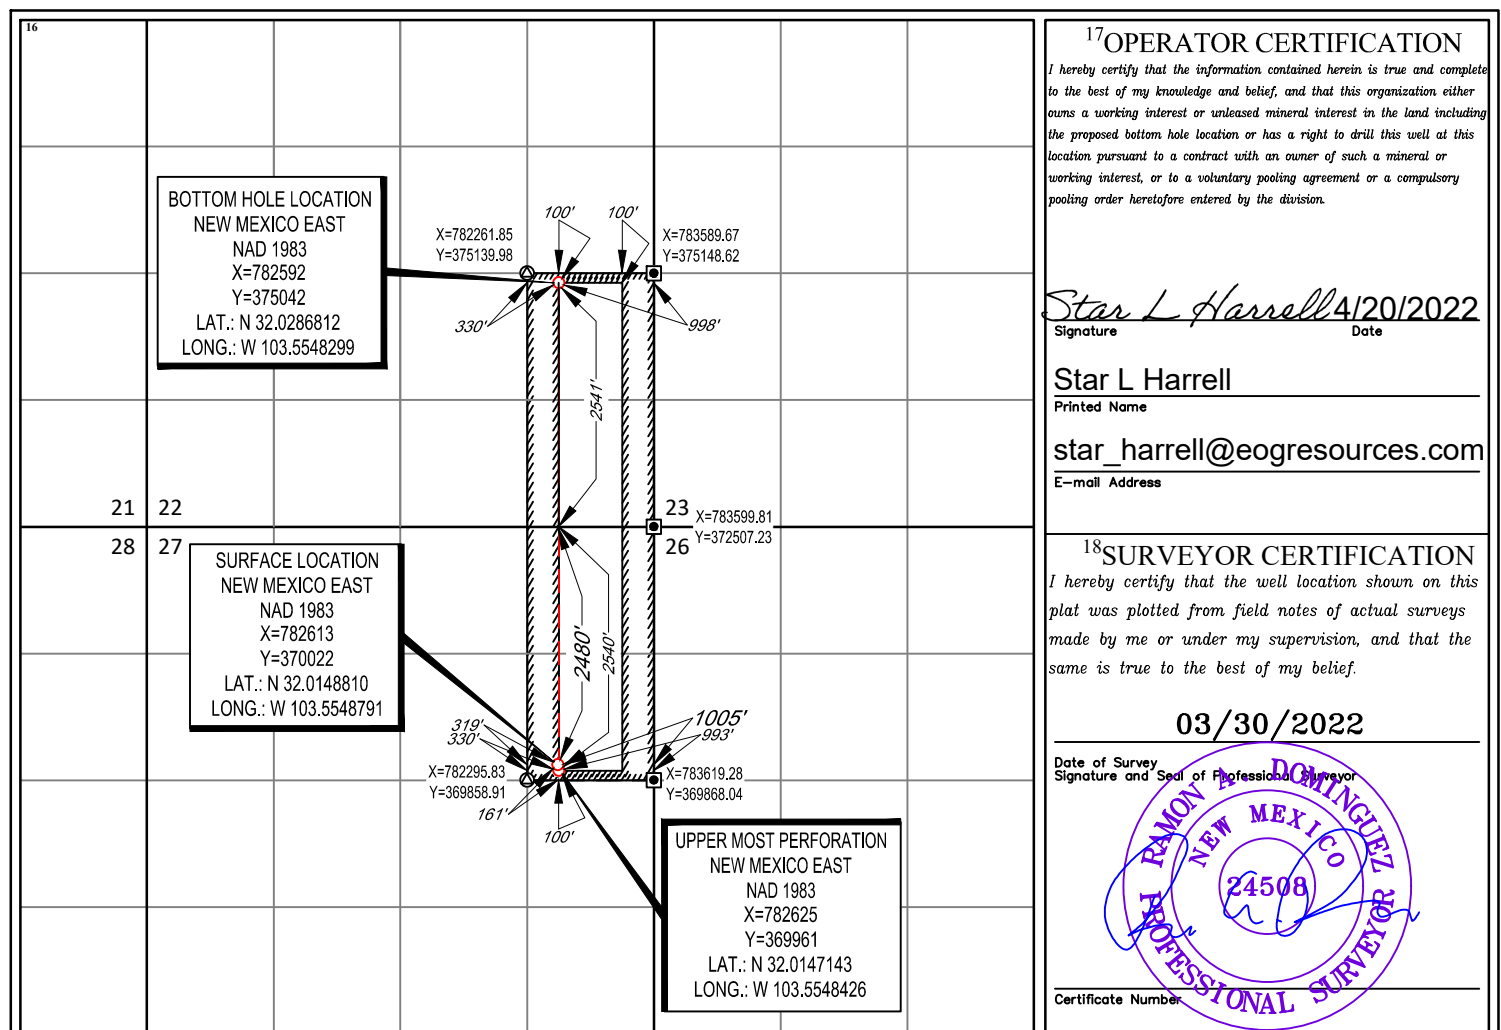 16
BOTTOM HOLE LOCATION
NEW MEXICO EAST
NAD 1983
X=782592
Y=375042
LAT.: N 32.0286812
LONG.: W 103.5548299
X=782261.85
Y=375139.98
100'
100'
X=783589.67
Y=375148.62
330'
998'
2541'
21 22
23
28 27
26
X=783599.81
Y=372507.23
SURFACE LOCATION
NEW MEXICO EAST
NAD 1983
X=782613
Y=370022
LAT.: N 32.0148810
LONG.: W 103.5548791
2480'
2540'
319'
330'
1005'
993'
X=782295.83
Y=369858.91
X=783619.28
Y=369868.04
161'
100'
UPPER MOST PERFORATION
NEW MEXICO EAST
NAD 1983
X=782625
Y=369961
LAT.: N 32.0147143
LONG.: W 103.5548426
17OPERATOR CERTIFICATION
I hereby certify that the information contained herein is true and complete
to the best of my knowledge and belief, and that this organization either
owns a working interest or unleased mineral interest in the land including
the proposed bottom hole location or has a right to drill this well at this
location pursuant to a contract with an owner of such a mineral or
working interest, or to a voluntary pooling agreement or a compulsory
pooling order heretofore entered by the division.
Star L Harrell 4/20/2022
Signature Date
Star L Harrell
Printed Name
star_harrell@eogresources.com
E-mail Address
18SURVEYOR CERTIFICATION
I hereby certify that the well location shown on this
plat was plotted from field notes of actual surveys
made by me or under my supervision, and that the
same is true to the best of my belief.
03/30/2022
Date of Survey
Signature and Seal of Professional Surveyor
RAMON A. DOMINGUEZ
NEW MEXICO
24508
PROFESSIONAL SURVEYOR
Certificate Number